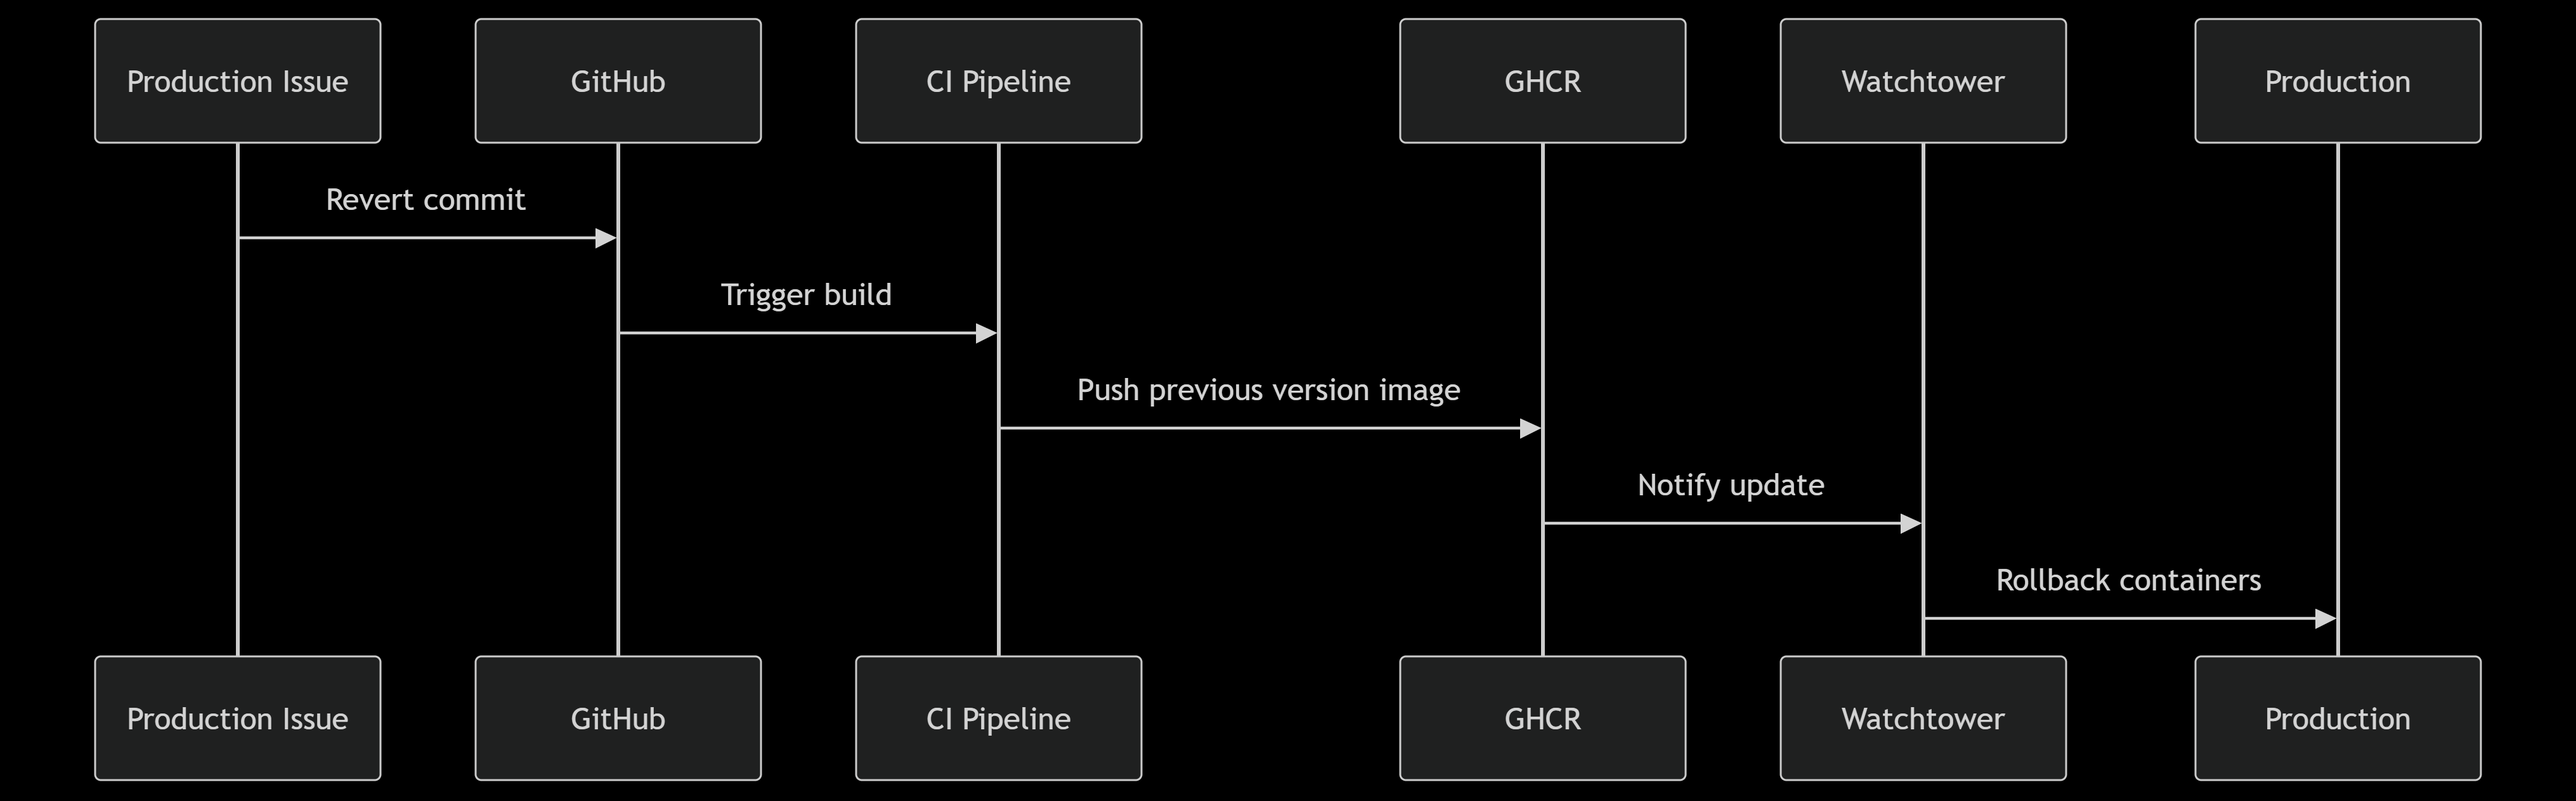 Production Issue
GitHub
CI Pipeline
GHCR
Watchtower
Production
Revert commit
Trigger build
Push previous version image
Notify update
Rollback containers
Production Issue
GitHub
CI Pipeline
GHCR
Watchtower
Production